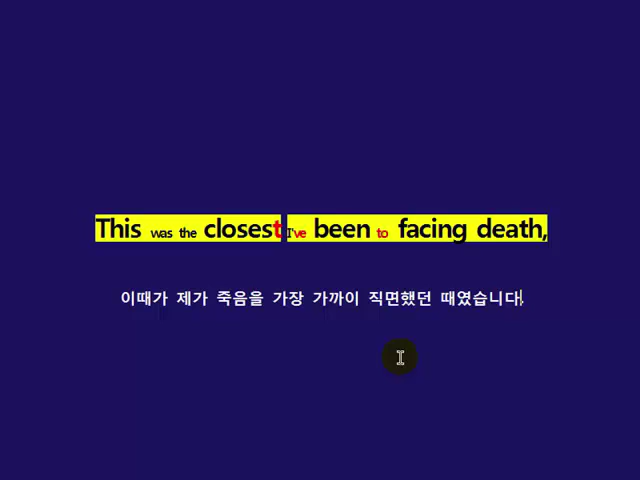 This was the closest I've been to facing death,
이때가 제가 죽음을 가장 가까이 직면했던 때였습니다.